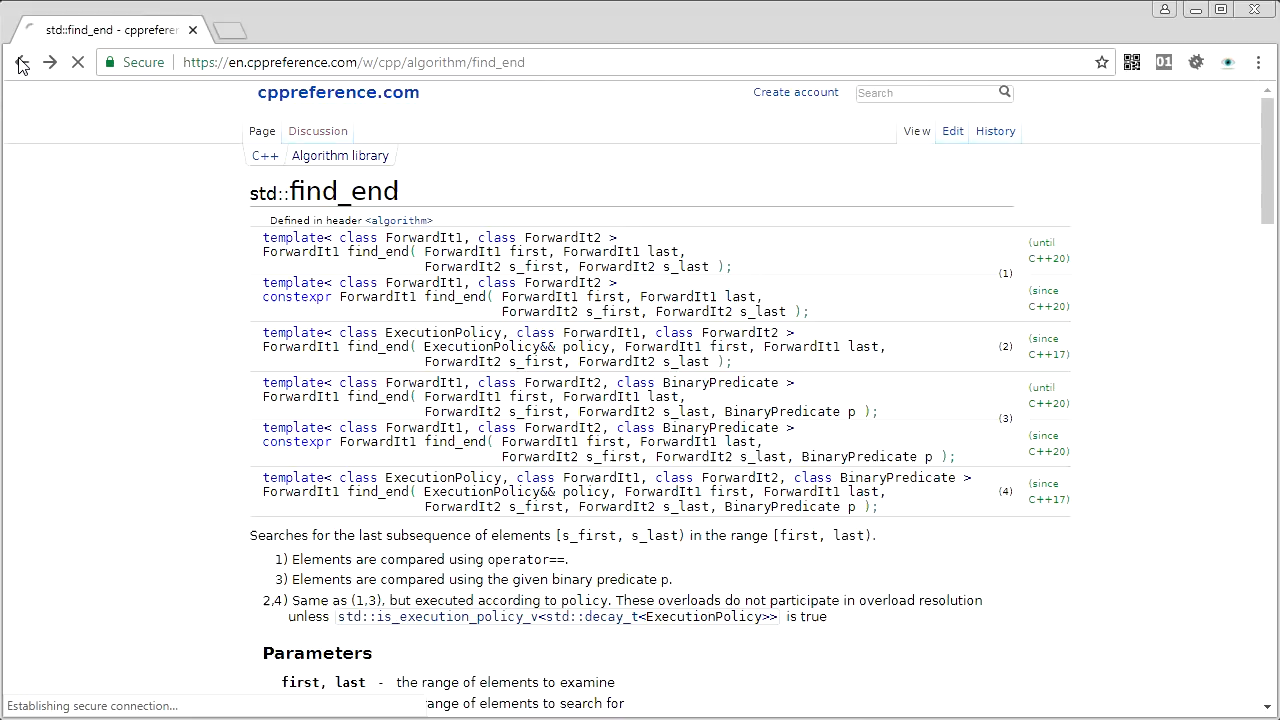 std::find_end - cpprefere
Secure https://en.cppreference.com/w/cpp/algorithm/find_end
01
cppreference.com Create account Search
Page Discussion View Edit History
C++ Algorithm library
std::find_end
Defined in header <algorithm>
template< class ForwardIt1, class ForwardIt2 >
ForwardIt1 find_end( ForwardIt1 first, ForwardIt1 last,
ForwardIt2 s_first, ForwardIt2 s_last );
(until
C++20)
(1)
template< class ForwardIt1, class ForwardIt2 >
constexpr ForwardIt1 find_end( ForwardIt1 first, ForwardIt1 last,
ForwardIt2 s_first, ForwardIt2 s_last );
(since
C++20)
template< class ExecutionPolicy, class ForwardIt1, class ForwardIt2 >
ForwardIt1 find_end( ExecutionPolicy&& policy, ForwardIt1 first, ForwardIt1 last,
ForwardIt2 s_first, ForwardIt2 s_last );
(2)
(since
C++17)
template< class ForwardIt1, class ForwardIt2, class BinaryPredicate >
ForwardIt1 find_end( ForwardIt1 first, ForwardIt1 last,
ForwardIt2 s_first, ForwardIt2 s_last, BinaryPredicate p );
(until
C++20)
(3)
template< class ForwardIt1, class ForwardIt2, class BinaryPredicate >
constexpr ForwardIt1 find_end( ForwardIt1 first, ForwardIt1 last,
ForwardIt2 s_first, ForwardIt2 s_last, BinaryPredicate p );
(since
C++20)
template< class ExecutionPolicy, class ForwardIt1, class ForwardIt2, class BinaryPredicate >
ForwardIt1 find_end( ExecutionPolicy&& policy, ForwardIt1 first, ForwardIt1 last,
ForwardIt2 s_first, ForwardIt2 s_last, BinaryPredicate p );
(4)
(since
C++17)
Searches for the last subsequence of elements [s_first, s_last) in the range [first, last).
1) Elements are compared using operator==.
3) Elements are compared using the given binary predicate p.
2,4) Same as (1,3), but executed according to policy. These overloads do not participate in overload resolution
unless std::is_execution_policy_v<std::decay_t<ExecutionPolicy>> is true
Parameters
first, last - the range of elements to examine
range of elements to search for
Establishing secure connection...